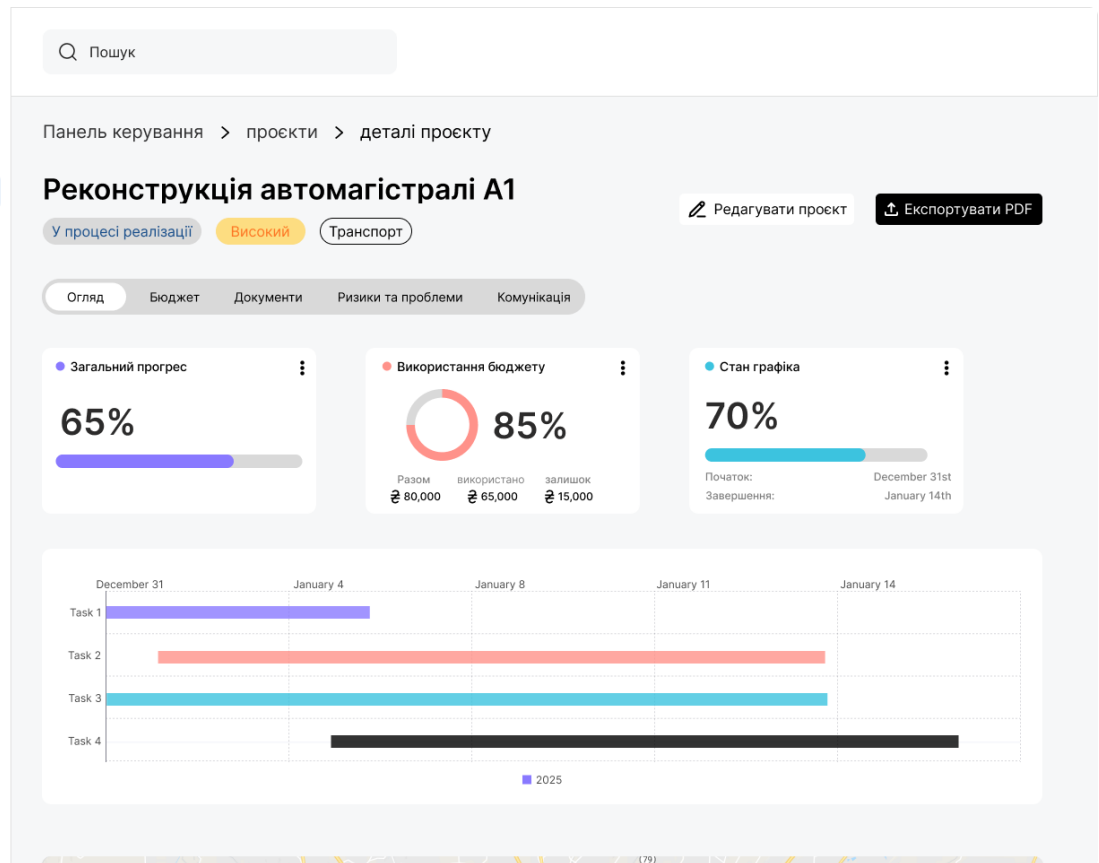 Пошук
Панель керування > проєкти > деталі проєкту
Реконструкція автомагістралі А1
Редагувати проєкт
Експортувати PDF
У процесі реалізації
Високий
Транспорт
Огляд Бюджет Документи Ризики та проблеми Комунікація
Загальний прогрес
65%
Використання бюджету
85%
Разом використано залишок
₴ 80,000 ₴ 65,000 ₴ 15,000
Стан графіка
70%
Початок: December 31st
Завершення: January 14th
December 31 January 4 January 8 January 11 January 14
Task 1
Task 2
Task 3
Task 4
2025
(79)